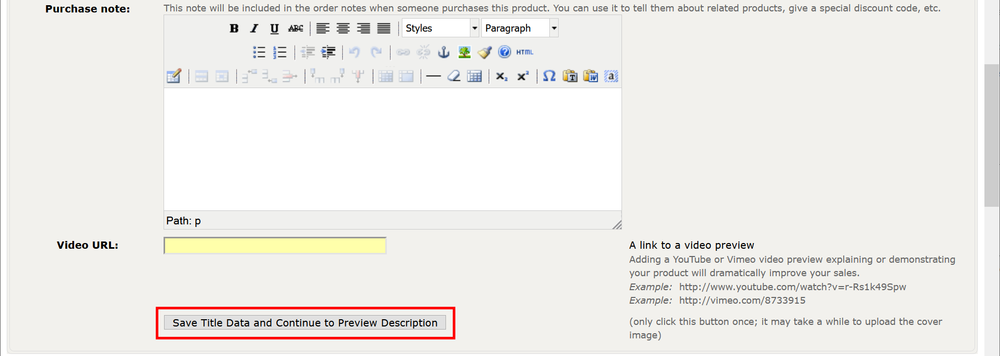 Purchase note:
This note will be included in the order notes when someone purchases this product. You can use it to tell them about related products, give a special discount code, etc.
B I U ABC Styles Paragraph
HTML
x₂ x² Ω T W a
Path: p
Video URL:
A link to a video preview
Adding a YouTube or Vimeo video preview explaining or demonstrating
your product will dramatically improve your sales.
Example: http://www.youtube.com/watch?v=r-Rs1k49Spw
Example: http://vimeo.com/8733915
Save Title Data and Continue to Preview Description
(only click this button once; it may take a while to upload the cover
image)